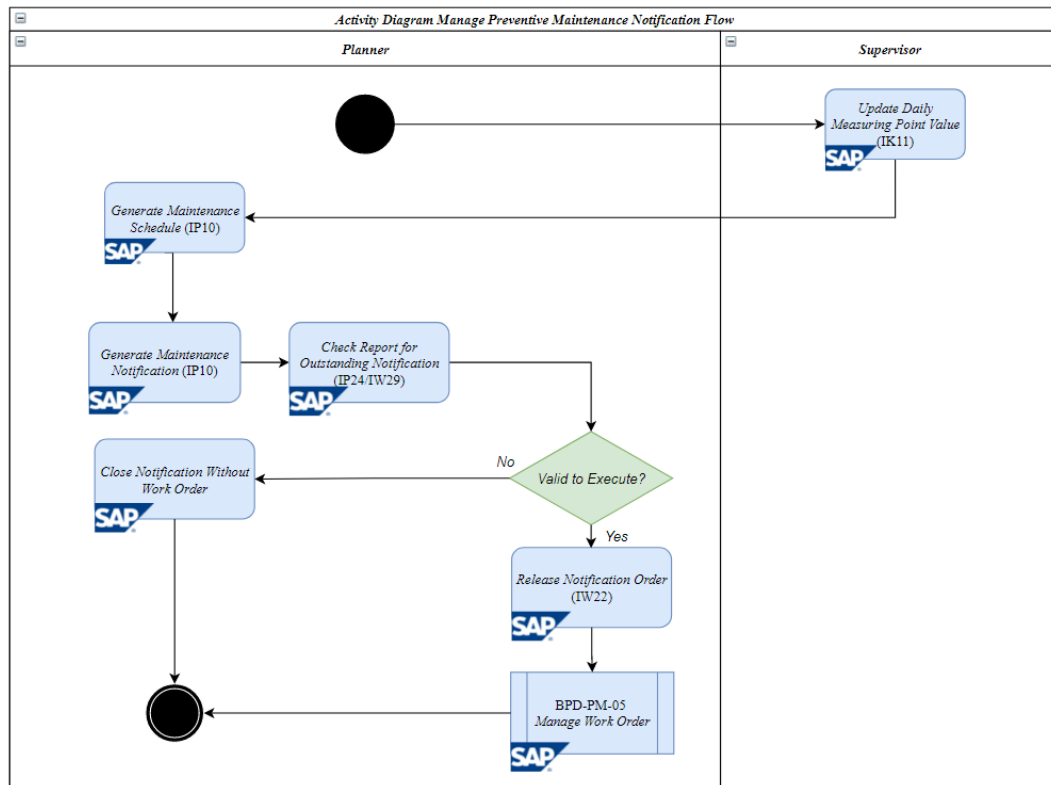 Activity Diagram Manage Preventive Maintenance Notification Flow
Planner
Supervisor
Update Daily
Measuring Point Value
(IK11)
SAP
Generate Maintenance
Schedule (IP10)
SAP
Generate Maintenance
Notification (IP10)
SAP
Check Report for
Outstanding Notification
(IP24/IW29)
SAP
Valid to Execute?
No
Close Notification Without
Work Order
SAP
Yes
Release Notification Order
(IW22)
SAP
BPD-PM-05
Manage Work Order
SAP